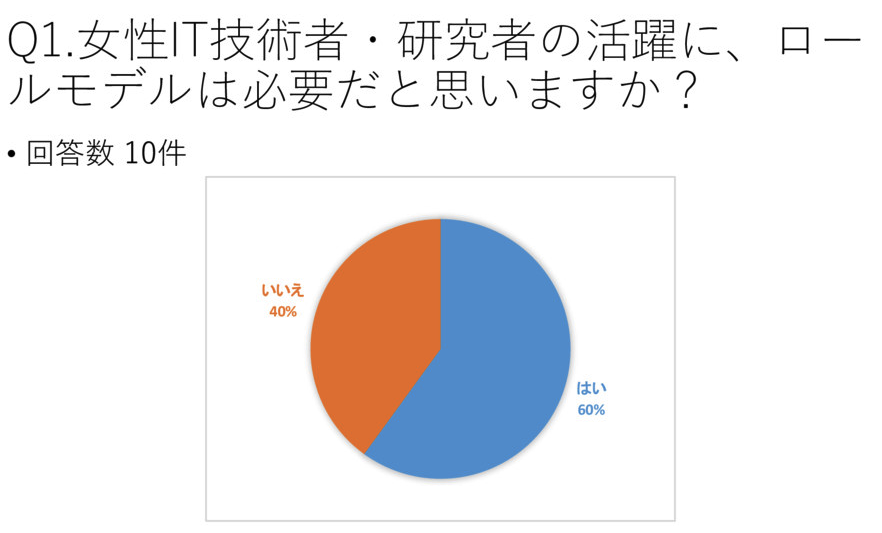 Q1.女性IT技術者・研究者の活躍に、ロー
ルモデルは必要だと思いますか？
• 回答数 10件
いいえ
40%
はい
60%